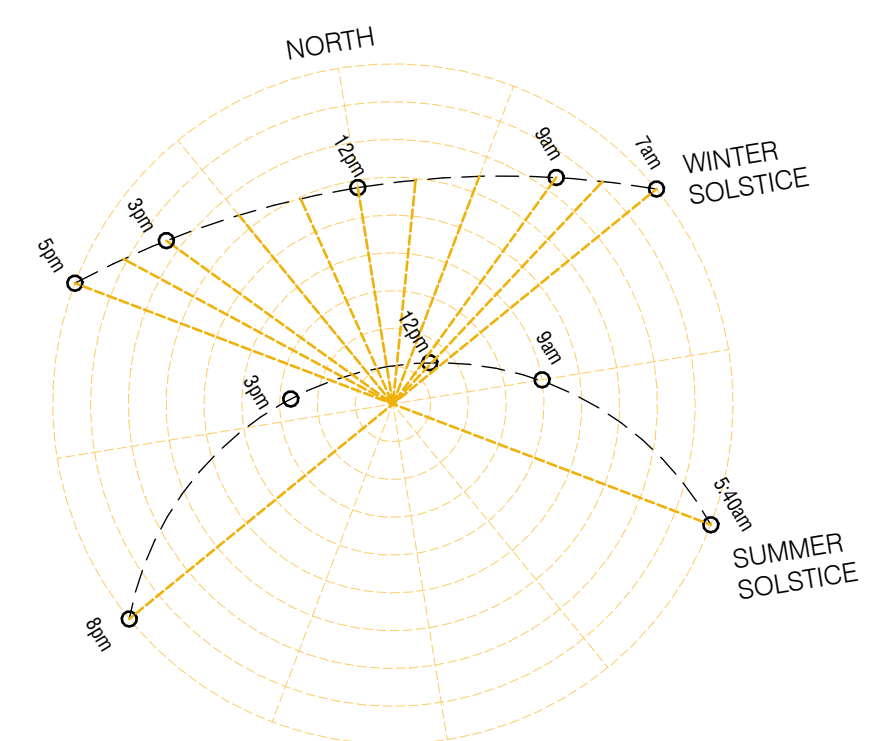 NORTH
12pm
9am
7am
WINTER
SOLSTICE
3pm
5pm
12pm
9am
3pm
5:40am
SUMMER
SOLSTICE
8pm